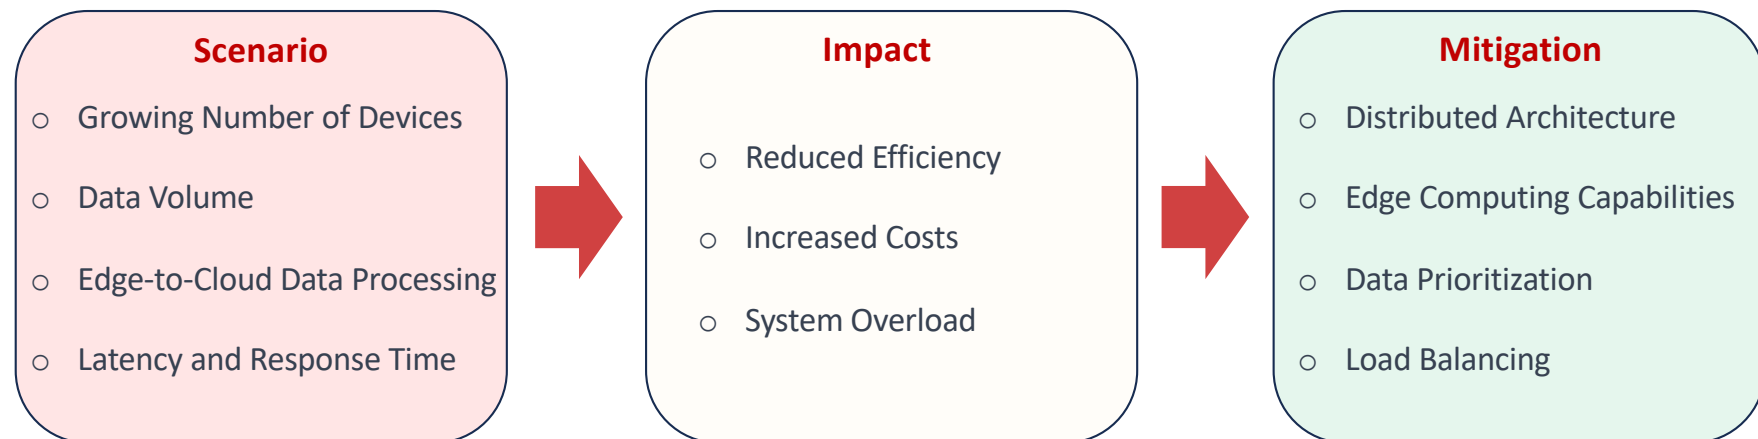 Scenario
○ Growing Number of Devices
○ Data Volume
○ Edge-to-Cloud Data Processing
○ Latency and Response Time
Impact
○ Reduced Efficiency
○ Increased Costs
○ System Overload
Mitigation
○ Distributed Architecture
○ Edge Computing Capabilities
○ Data Prioritization
○ Load Balancing